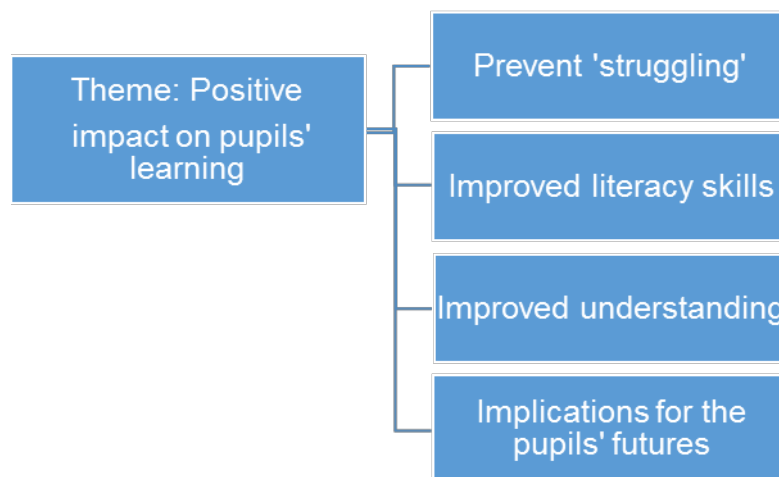 Theme: Positive
impact on pupils'
learning
Prevent 'struggling'
Improved literacy skills
Improved understanding
Implications for the
pupils' futures